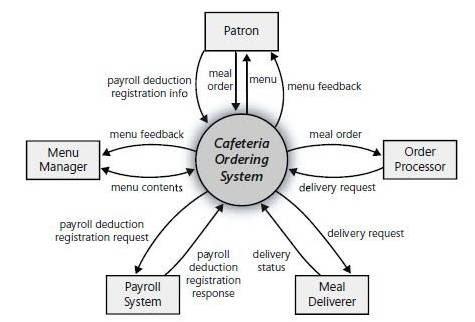 Patron
payroll deduction
registration info
meal
order
menu
menu feedback
menu feedback
Cafeteria
Ordering
System
meal order
Menu
Manager
Order
Processor
menu contents
delivery request
payroll deduction
registration request
payroll
deduction
registration
response
delivery
status
delivery request
Payroll
System
Meal
Deliverer